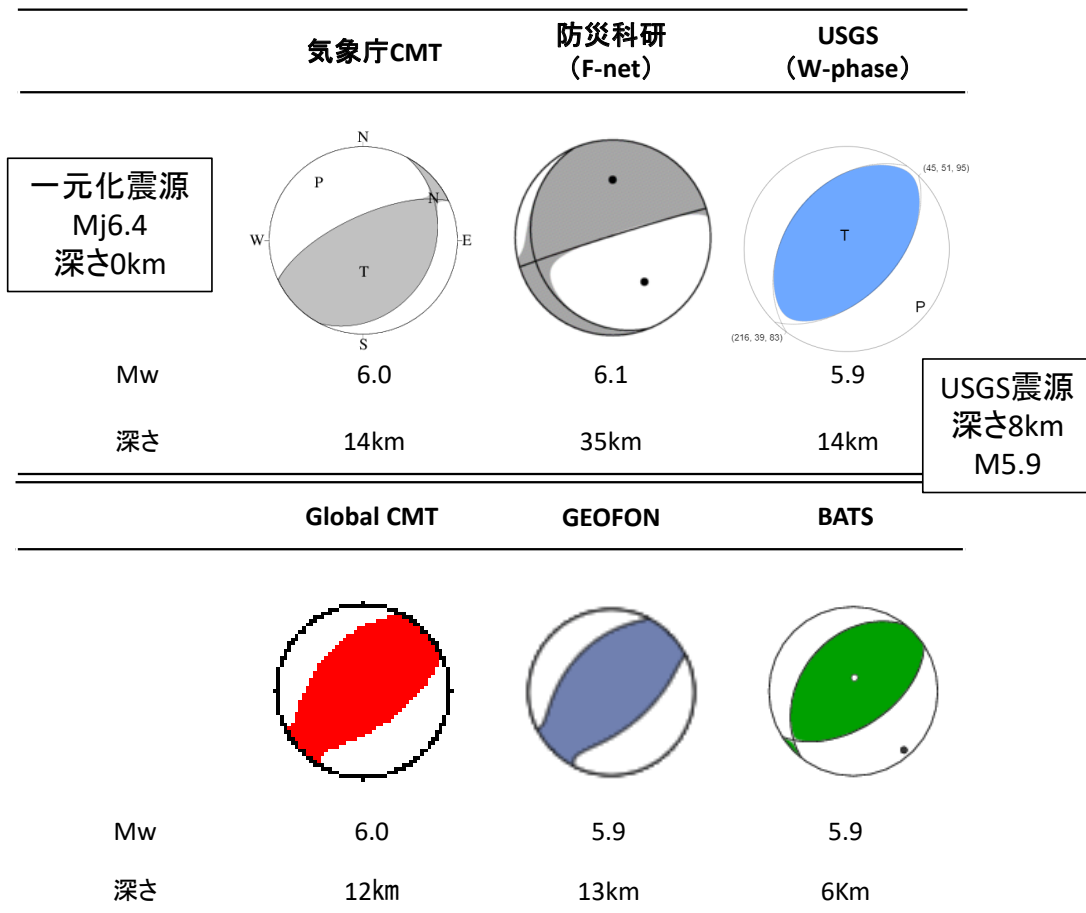 気象庁CMT
防災科研
（F-net）
USGS
（W-phase）
一元化震源
Mj6.4
深さ0km
N
P
N
W
E
T
S
(45, 51, 95)
T
P
(216, 39, 83)
Mw 6.0 6.1 5.9
深さ 14km 35km 14km
USGS震源
深さ8km
M5.9
Global CMT GEOFON BATS
Mw 6.0 5.9 5.9
深さ 12km 13km 6Km